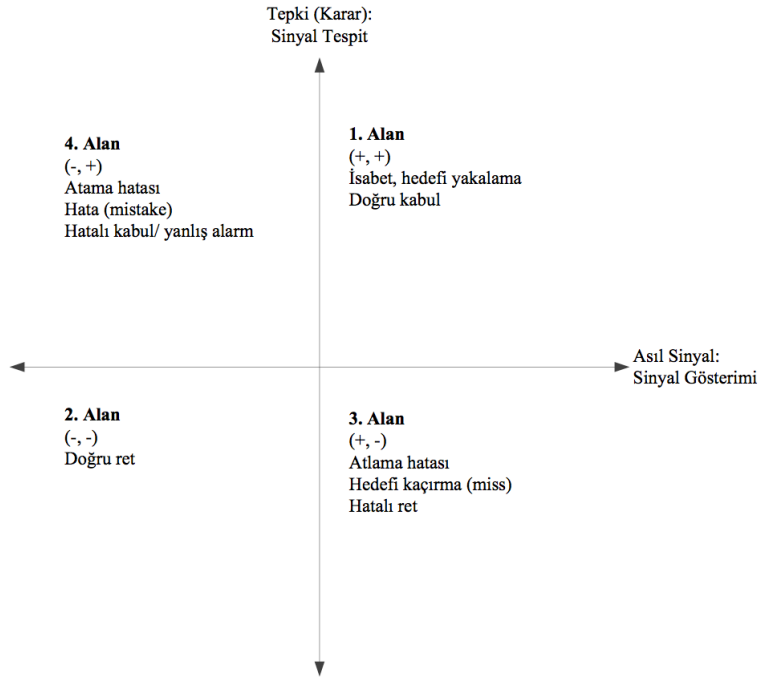 Tepki (Karar):
Sinyal Tespit
4. Alan
(-, +)
Atama hatası
Hata (mistake)
Hatalı kabul/ yanlış alarm
1. Alan
(+, +)
İsabet, hedefi yakalama
Doğru kabul
Asıl Sinyal:
Sinyal Gösterimi
2. Alan
(-, -)
Doğru ret
3. Alan
(+, -)
Atlama hatası
Hedefi kaçırma (miss)
Hatalı ret